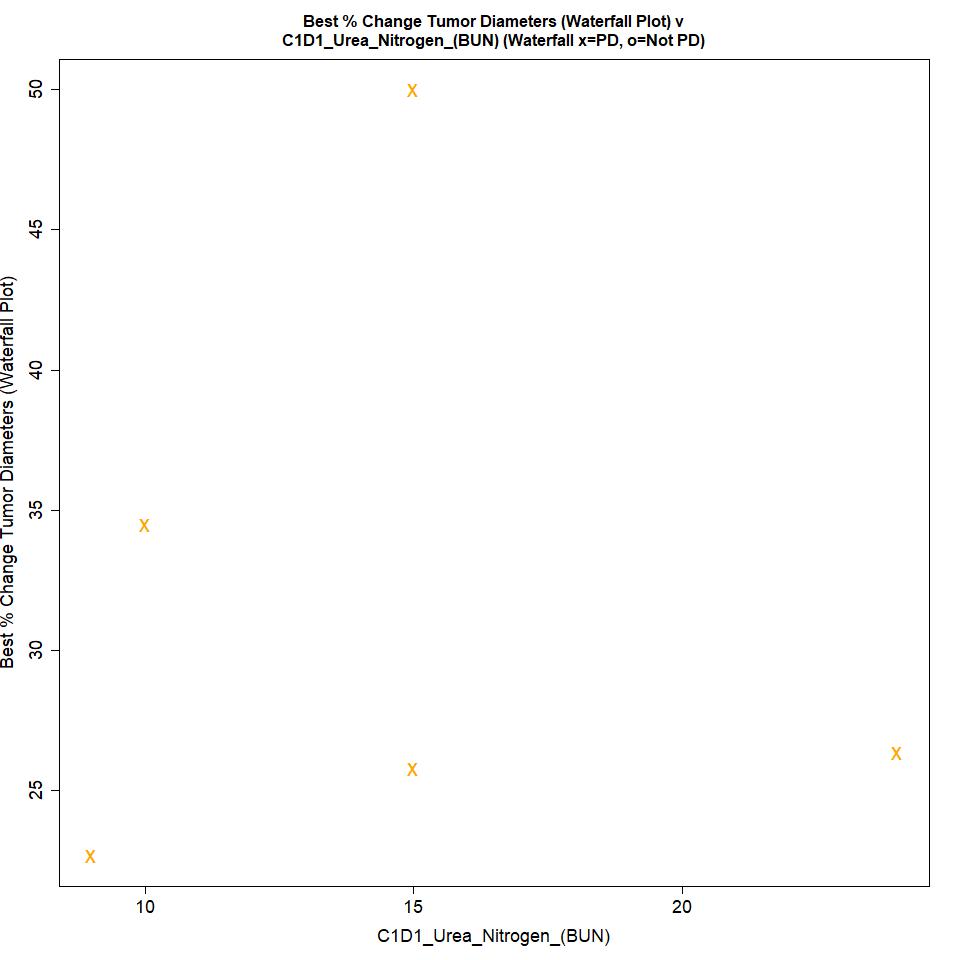 Best % Change Tumor Diameters (Waterfall Plot) v
C1D1_Urea_Nitrogen_(BUN) (Waterfall x=PD, o=Not PD)
Best % Change Tumor Diameters (Waterfall Plot)
50
45
40
35
30
25
X
X
X
X
X
10
15
20
C1D1_Urea_Nitrogen_(BUN)